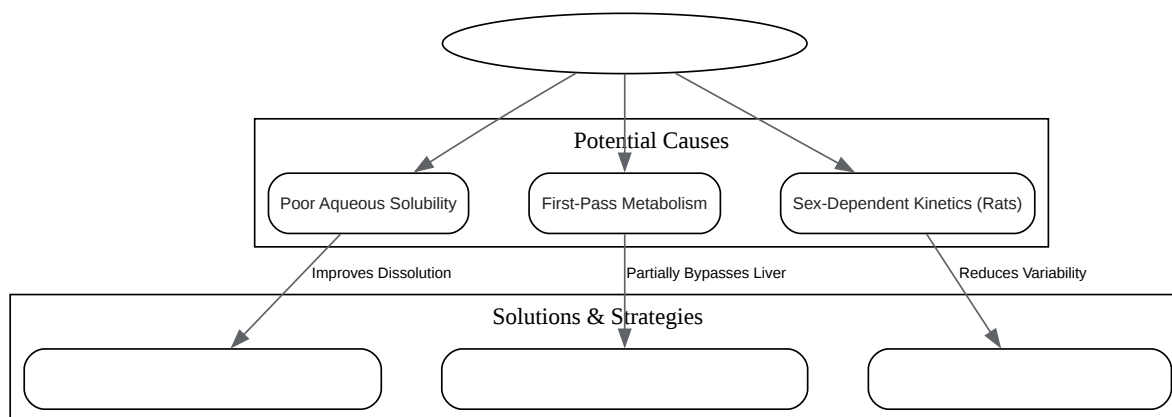 Potential Causes
Poor Aqueous Solubility
First-Pass Metabolism
Sex-Dependent Kinetics (Rats)
Improves Dissolution
Partially Bypasses Liver
Reduces Variability
Solutions & Strategies